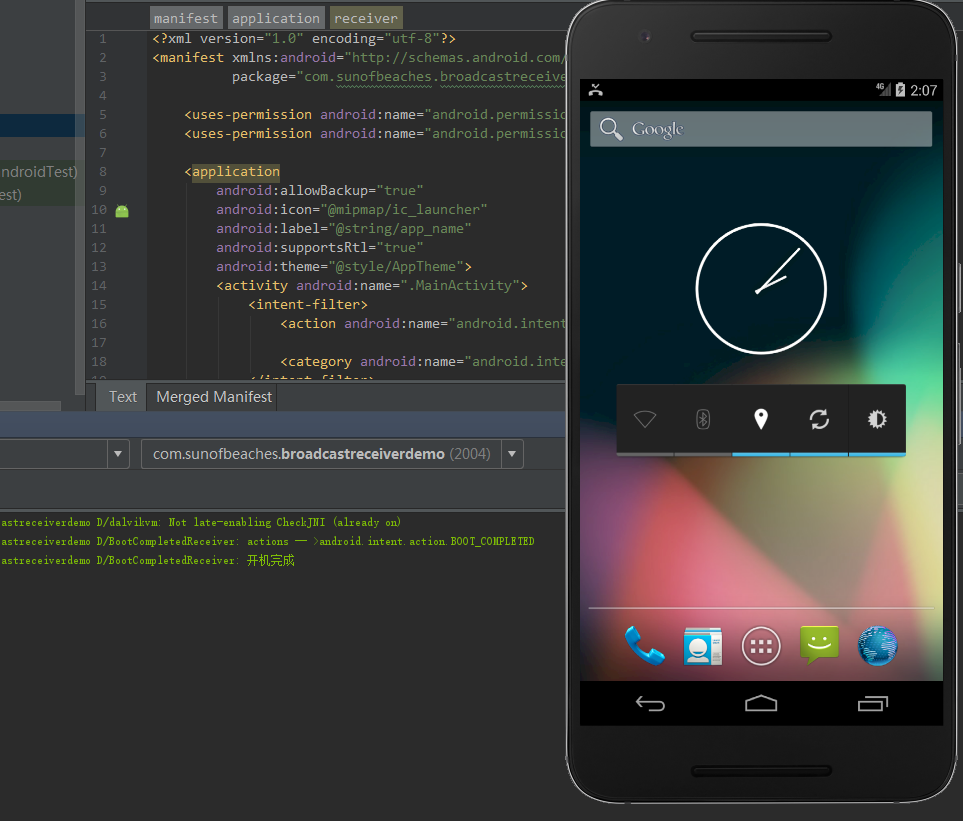 manifest application receiver
1 <?xml version="1.0" encoding="utf-8"?>
2 <manifest xmlns:android="http://schemas.android.com/
3 package="com.sunofbeaches.broadcastreceive
4
5 <uses-permission android:name="android.permissio
6 <uses-permission android:name="android.permissio
7
8 <application
9 android:allowBackup="true"
10 android:icon="@mipmap/ic_launcher"
11 android:label="@string/app_name"
12 android:supportsRtl="true"
13 android:theme="@style/AppTheme">
14 <activity android:name=".MainActivity">
15 <intent-filter>
16 <action android:name="android.intent
17
18 <category android:name="android.inte
</intent-filter>
ndroidTest)
est)
Text Merged Manifest
com.sunofbeaches.broadcastreceiverdemo (2004)
astreceiverdemo D/dalvikvm: Not late-enabling CheckJNI (already on)
astreceiverdemo D/BootCompletedReceiver: actions — >android.intent.action.BOOT_COMPLETED
astreceiverdemo D/BootCompletedReceiver: 开机完成
4G 2:07
Google